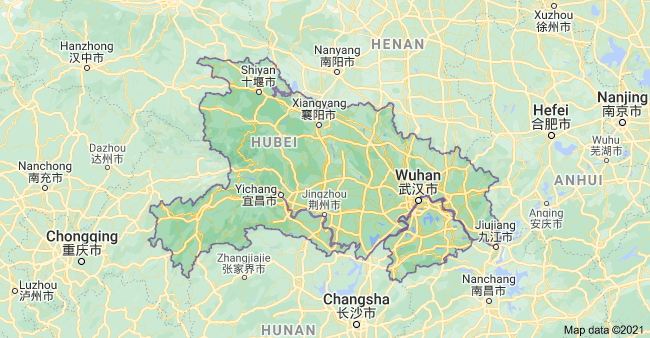 Xuzhou
徐州市
Hanzhong
汉中市
HENAN
Nanyang
南阳市
Shiyan
十堰市
Xiangyang
襄阳市
Nanjing
南京市
Hefei
合肥市
HUBEI
Dazhou
达州市
Wuhu
芜湖市
Nanchong
南充市
Wuhan
武汉市
ANHUI
Yichang
宜昌市
Jingzhou
荆州市
Anqing
安庆市
Jiujiang
九江市
Chongqing
重庆市
Zhangjiajie
张家界市
Luzhou
泸州市
Nanchang
南昌市
Changsha
长沙市
HUNAN
Map data ©2021